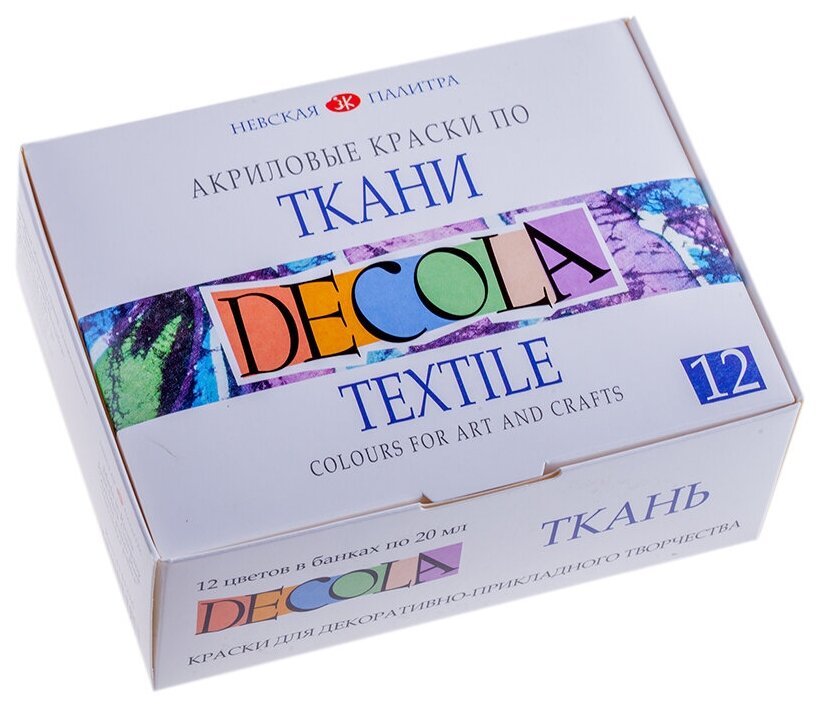 НЕВСКАЯ ЗК ПАЛИТРА
АКРИЛОВЫЕ КРАСКИ ПО
ТКАНИ
DECOLA
TEXTILE
12
COLOURS FOR ART AND CRAFTS
12 цветов в банках по 20 мл
ТКАНЬ
DECOLA
КРАСКИ ДЛЯ ДЕКОРАТИВНО-ПРИКЛАДНОГО ТВОРЧЕСТВА